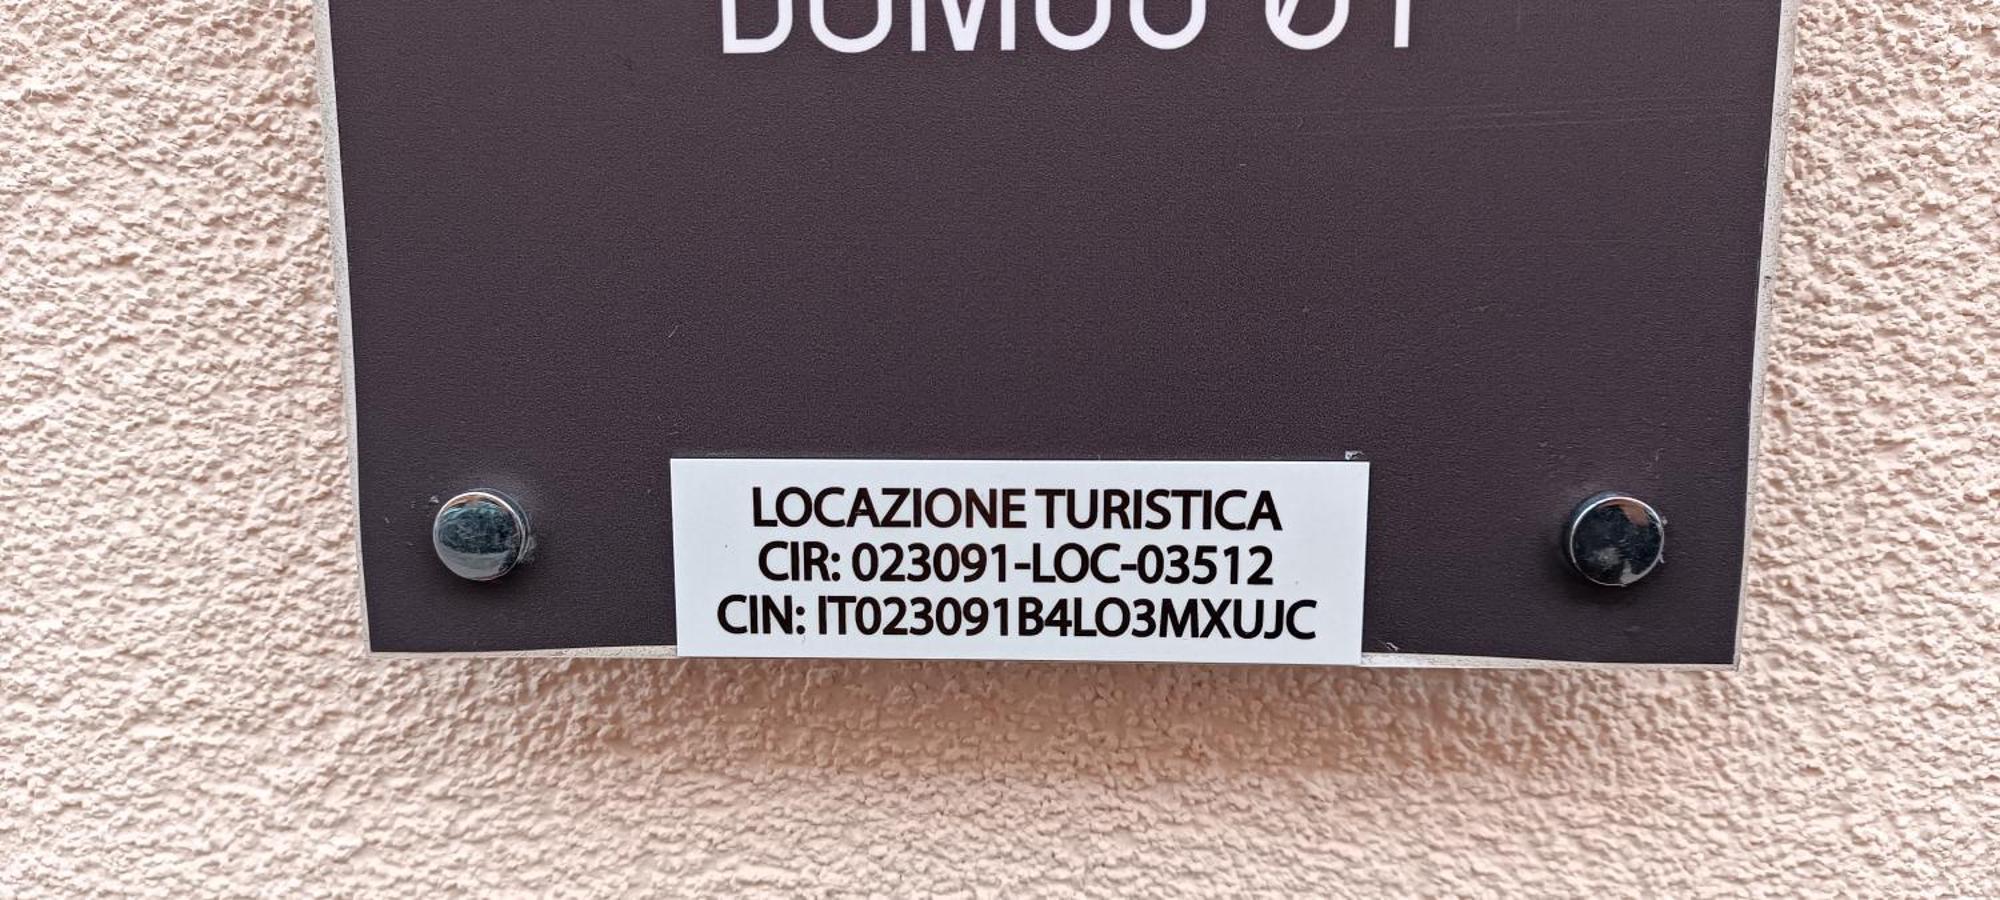 LOCAZIONE TURISTICA
CIR: 023091-LOC-03512
CIN: IT023091B4LO3MXUJC